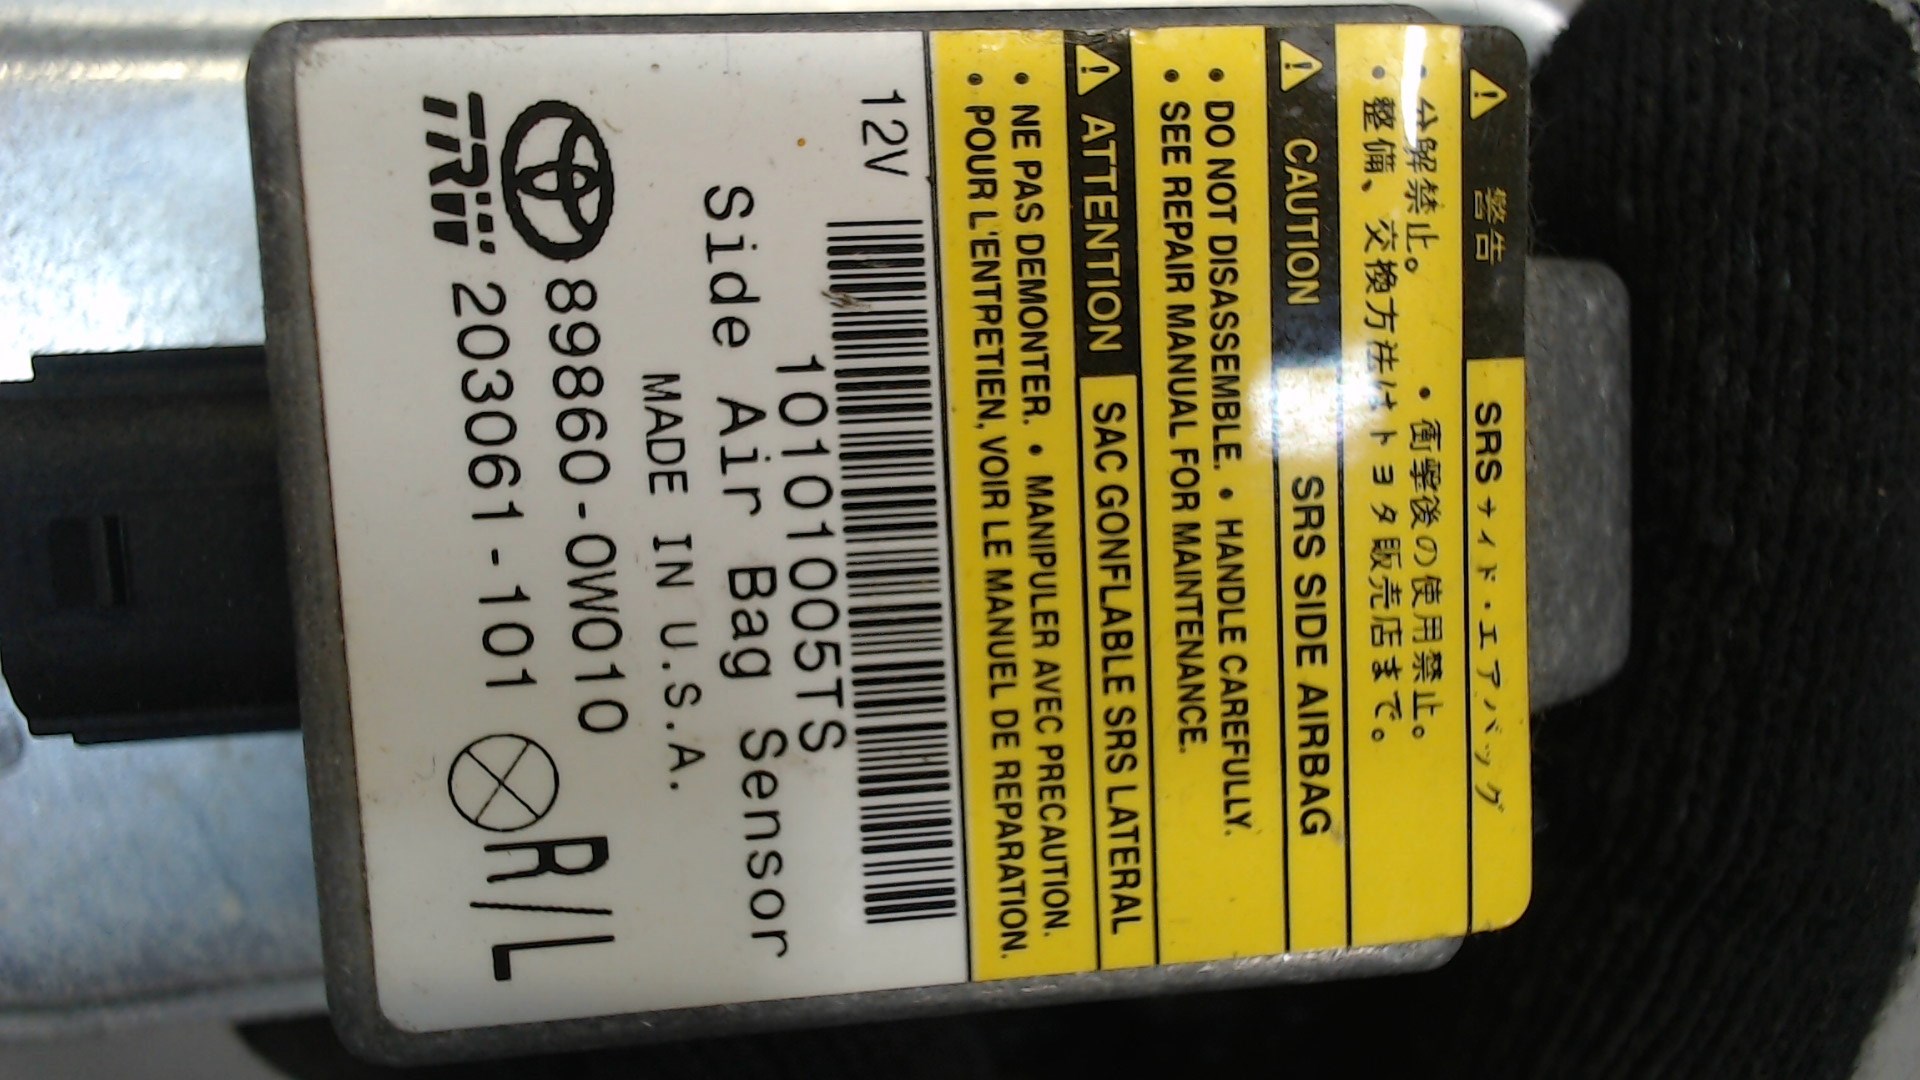 警告 SRSサイド・エアバッグ
• 分解禁止。 • 衝撃後の使用禁止。
• 整備、交換方法はトヨタ販売店まで。
CAUTION SRS SIDE AIRBAG
• DO NOT DISASSEMBLE. • HANDLE CAREFULLY.
• SEE REPAIR MANUAL FOR MAINTENANCE.
ATTENTION SAC GONFLABLE SRS LATERAL
• NE PAS DEMONTER. • MANIPULER AVEC PRECAUTION.
• POUR L'ENTRETIEN, VOIR LE MANUEL DE REPARATION.
12V
10101005TS
Side Air Bag Sensor
MADE IN U.S.A.
89860-0W010 R/L
TRW 203061-101